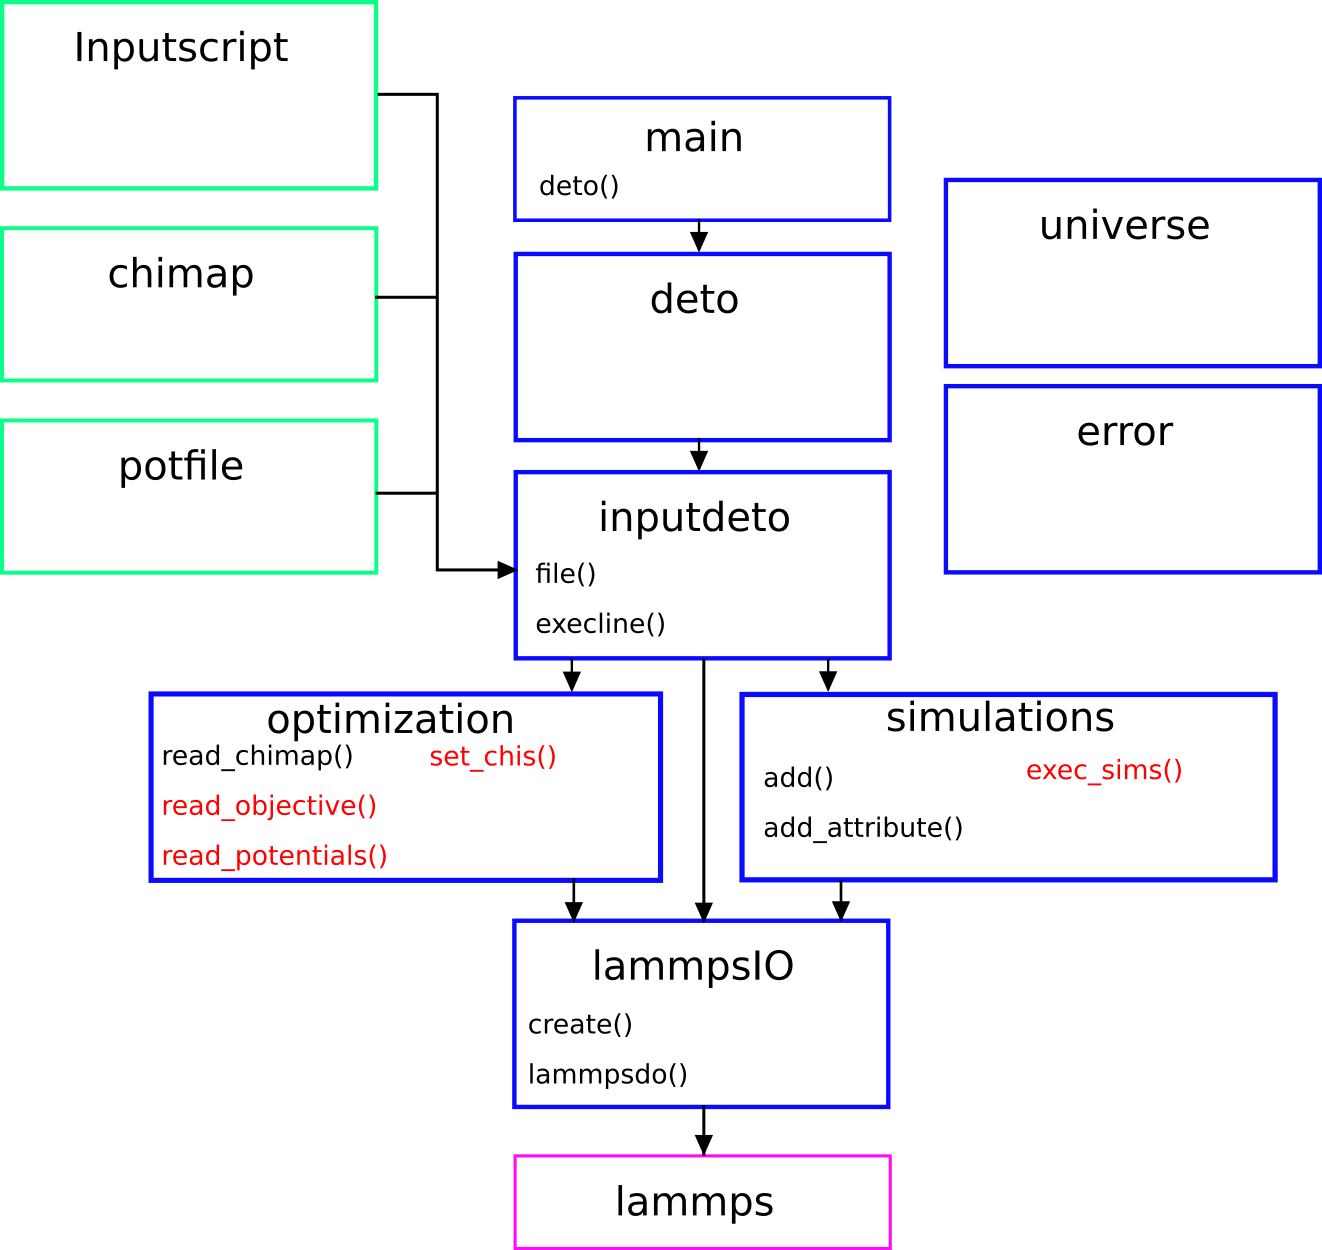 Inputscript
chimap
potfile
main
deto()
deto
inputdeto
file()
execline()
universe
error
optimization
read_chimap()
set_chis()
read_objective()
read_potentials()
simulations
add()
exec_sims()
add_attribute()
lammpsIO
create()
lammpsdo()
lammps